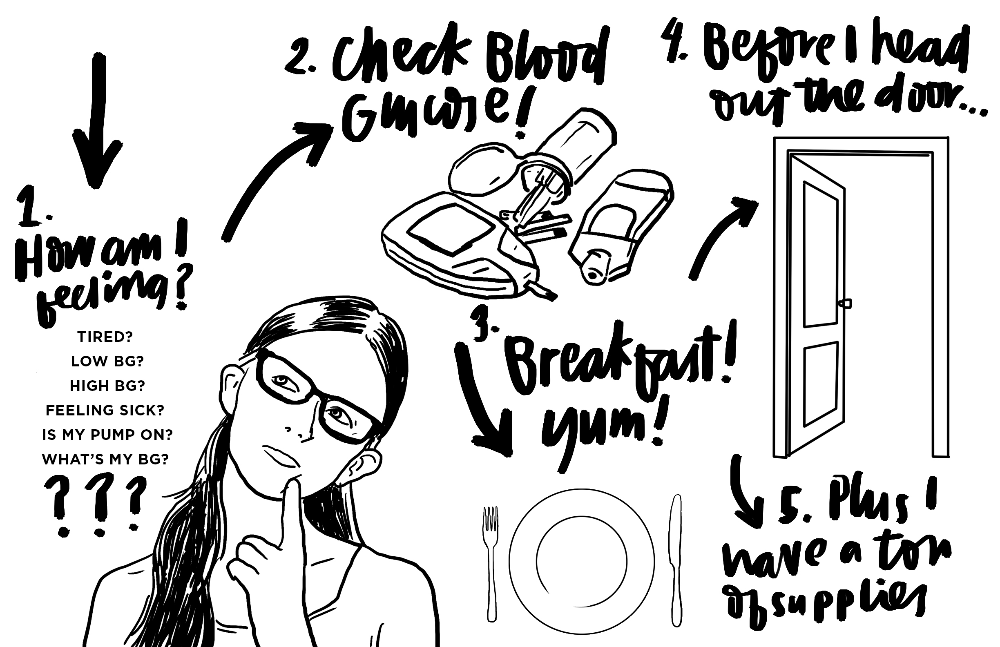 1.
How am I
feeling?
TIRED?
LOW BG?
HIGH BG?
FEELING SICK?
IS MY PUMP ON?
WHAT'S MY BG?
? ? ?
2. Check Blood
Glucose!
3.
Breakfast!
yum!
4. Before I head
out the door...
5. Plus I
have a ton
of supplies